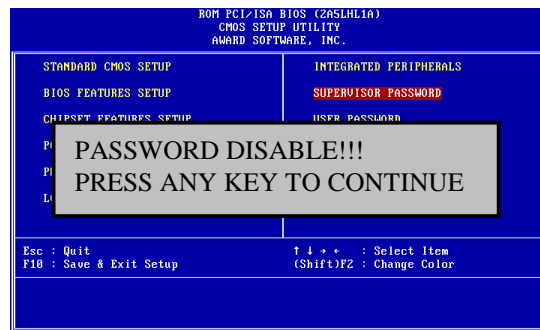 ROM PCI/ISA BIOS (2A5LHL1A)
CMOS SETUP UTILITY
AWARD SOFTWARE, INC.
STANDARD CMOS SETUP
BIOS FEATURES SETUP
CHIPSET FEATURES SETUP
INTEGRATED PERIPHERALS
SUPERVISOR PASSWORD
USER PASSWORD
PASSWORD DISABLE!!!
PRESS ANY KEY TO CONTINUE
Esc : Quit
F10 : Save & Exit Setup
↑ ↓ → ← : Select Item
(Shift)F2 : Change Color